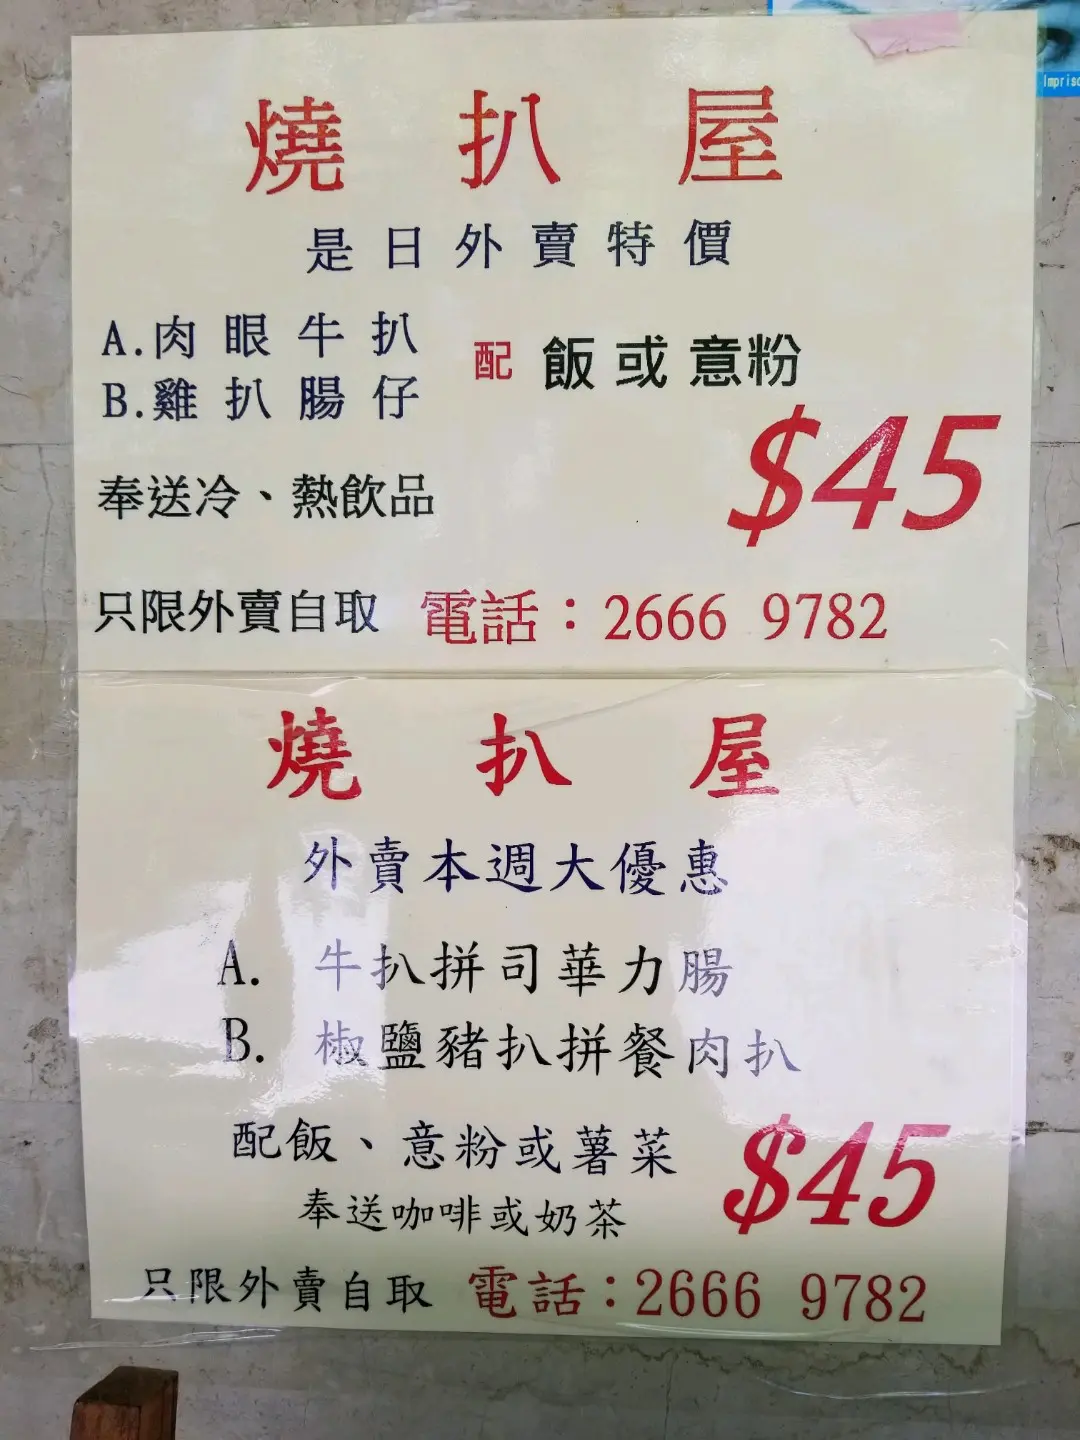 Impriso
燒扒屋
是日外賣特價
A.肉眼牛扒
B.雞扒腸仔
配 飯或意粉
$45
奉送冷、熱飲品
只限外賣自取 電話：2666 9782
燒扒屋
外賣本週大優惠
A. 牛扒拼司華力腸
B. 椒鹽豬扒拼餐肉扒
配飯、意粉或薯菜
$45
奉送咖啡或奶茶
只限外賣自取 電話：2666 9782